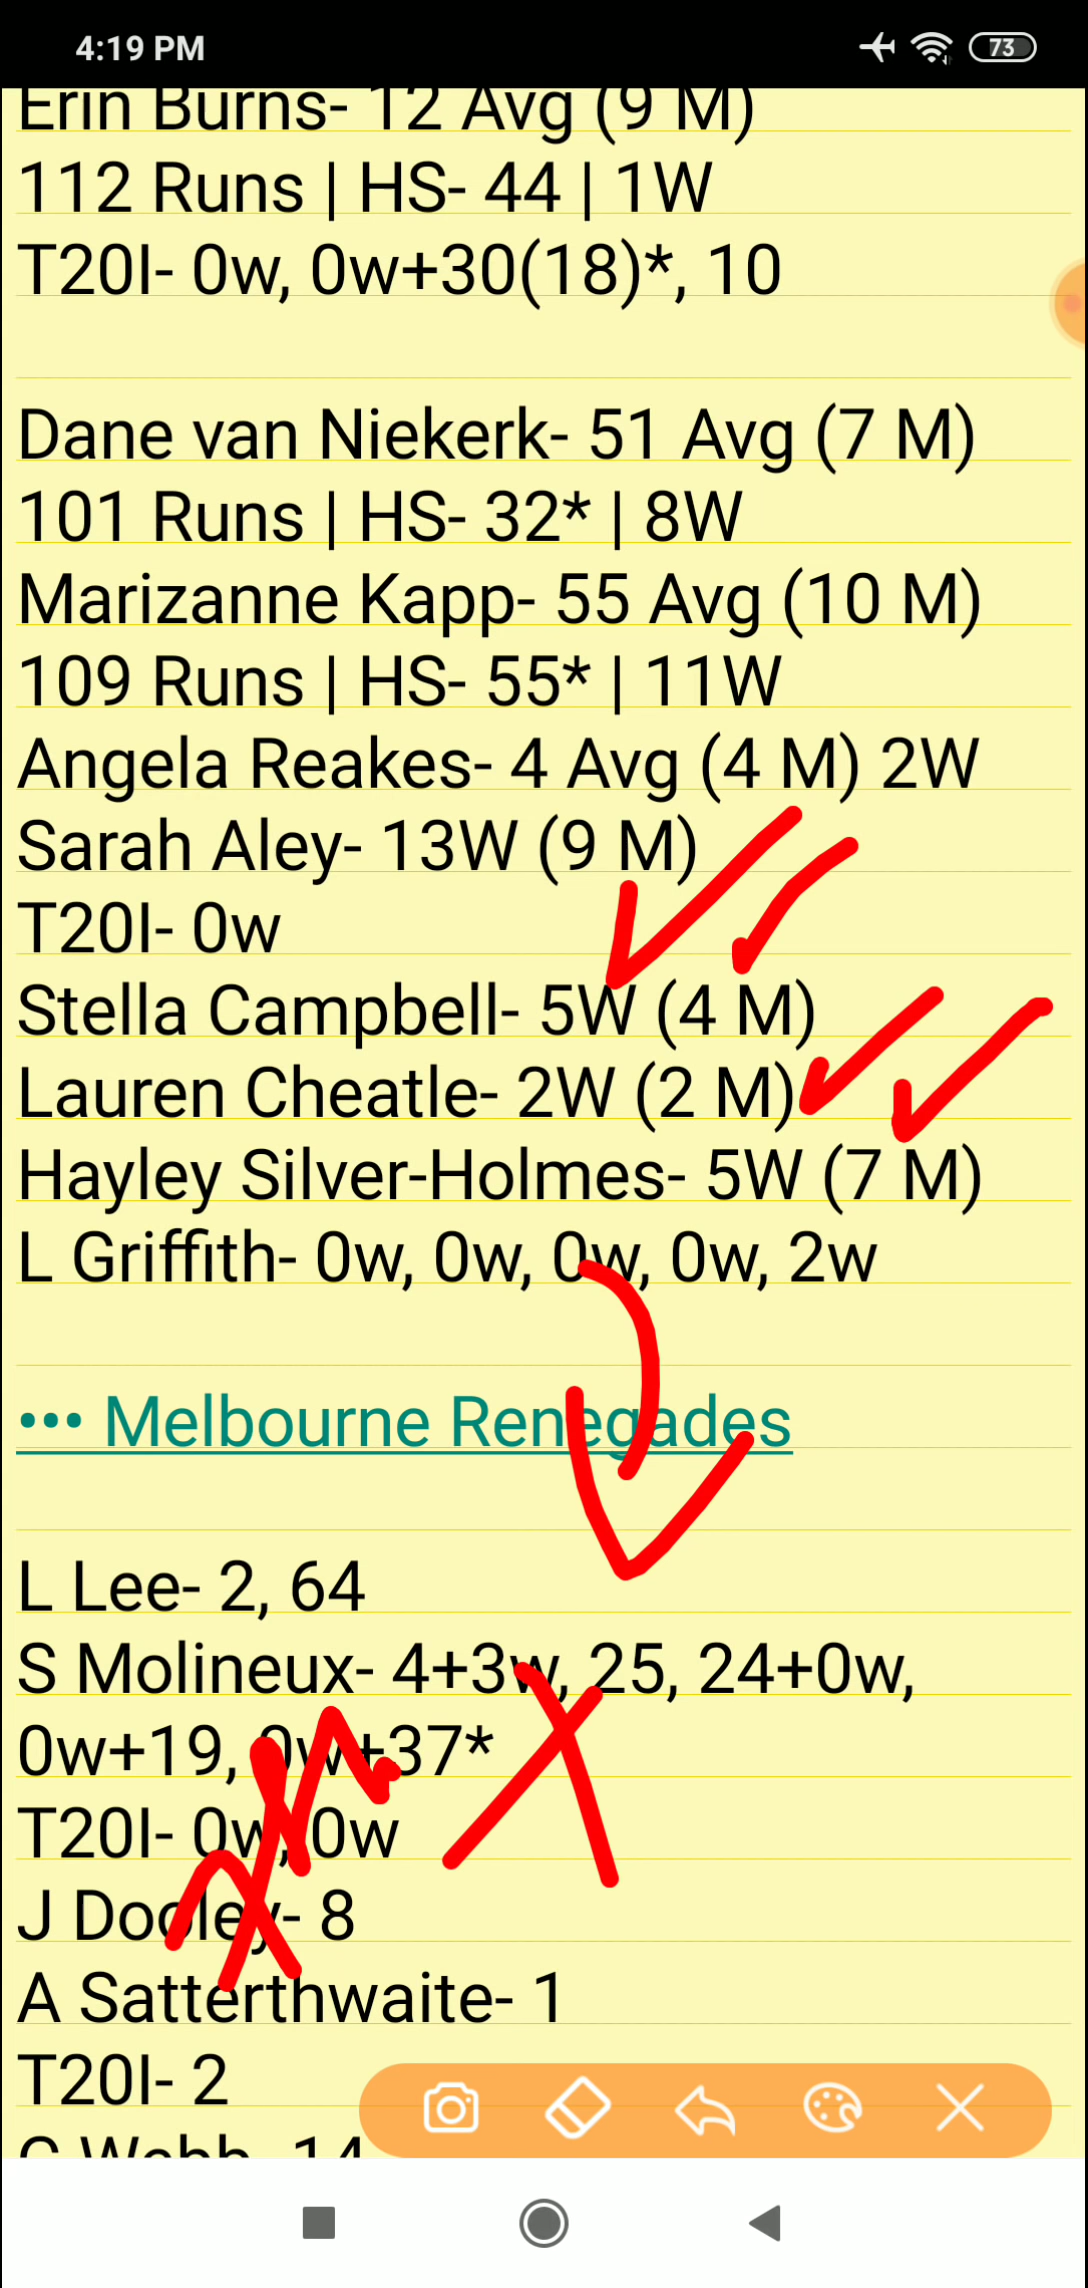 4:19 PM
73
Erin Burns- 12 Avg (9 M)
112 Runs | HS- 44 | 1W
T20I- 0w, 0w+30(18)*, 10
Dane van Niekerk- 51 Avg (7 M)
101 Runs | HS- 32* | 8W
Marizanne Kapp- 55 Avg (10 M)
109 Runs | HS- 55* | 11W
Angela Reakes- 4 Avg (4 M) 2W
Sarah Aley- 13W (9 M)
T20I- 0w
Stella Campbell- 5W (4 M)
Lauren Cheatle- 2W (2 M)
Hayley Silver-Holmes- 5W (7 M)
L Griffith- 0w, 0w, 0w, 0w, 2w
••• Melbourne Renegades
L Lee- 2, 64
S Molineux- 4+3w, 25, 24+0w,
0w+19, 0w+37*
T20I- 0w, 0w
J Dooley- 8
A Satterthwaite- 1
T20I- 2
C Webb- 14